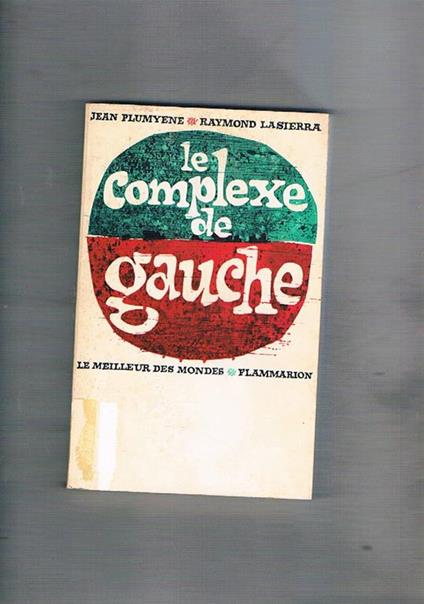 JEAN PLUMYENE * RAYMOND LASIERRA
le
complexe
de
gauche
LE MEILLEUR DES MONDES * FLAMMARION